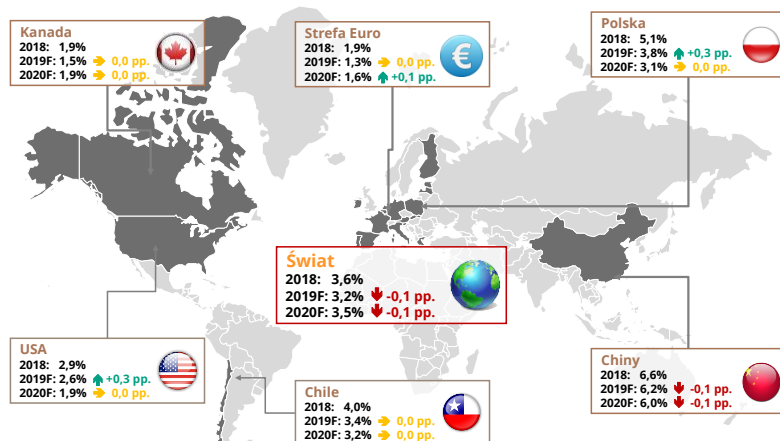 Kanada
2018: 1,9%
2019F: 1,5% 0,0 pp.
2020F: 1,9% 0,0 pp.
Strefa Euro
2018: 1,9%
2019F: 1,3% 0,0 pp.
2020F: 1,6% +0,1 pp.
€
Polska
2018: 5,1%
2019F: 3,8% +0,3 pp.
2020F: 3,1% 0,0 pp.
Świat
2018: 3,6%
2019F: 3,2% -0,1 pp.
2020F: 3,5% -0,1 pp.
USA
2018: 2,9%
2019F: 2,6% +0,3 pp.
2020F: 1,9% 0,0 pp.
Chile
2018: 4,0%
2019F: 3,4% 0,0 pp.
2020F: 3,2% 0,0 pp.
Chiny
2018: 6,6%
2019F: 6,2% -0,1 pp.
2020F: 6,0% -0,1 pp.